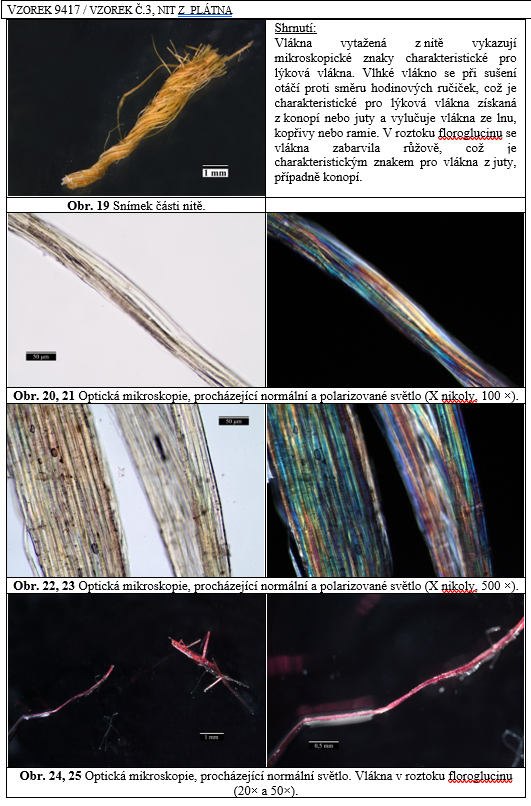 VZOREK 9417 / VZOREK Č.3, NIT Z PLÁTNA
Shrnutí:
Vlákna vytažená z nitě vykazují
mikroskopické znaky charakteristické pro
lýková vlákna. Vlhké vlákno se při sušení
otáčí proti směru hodinových ručiček, což je
charakteristické pro lýková vlákna získaná
z konopí nebo juty a vylučuje vlákna ze lnu,
kopřivy nebo ramie. V roztoku floroglucinu se
vlákna zabarvila růžově, což je
charakteristickým znakem pro vlákna z juty,
případně konopí.
1 mm
Obr. 19 Snímek části nitě.
50 µm
Obr. 20, 21 Optická mikroskopie, procházející normální a polarizované světlo (X nikoly, 100 ×).
50 µm
Obr. 22, 23 Optická mikroskopie, procházející normální a polarizované světlo (X nikoly, 500 ×).
1 mm
0,5 mm
Obr. 24, 25 Optická mikroskopie, procházející normální světlo. Vlákna v roztoku floroglucinu
(20× a 50×).